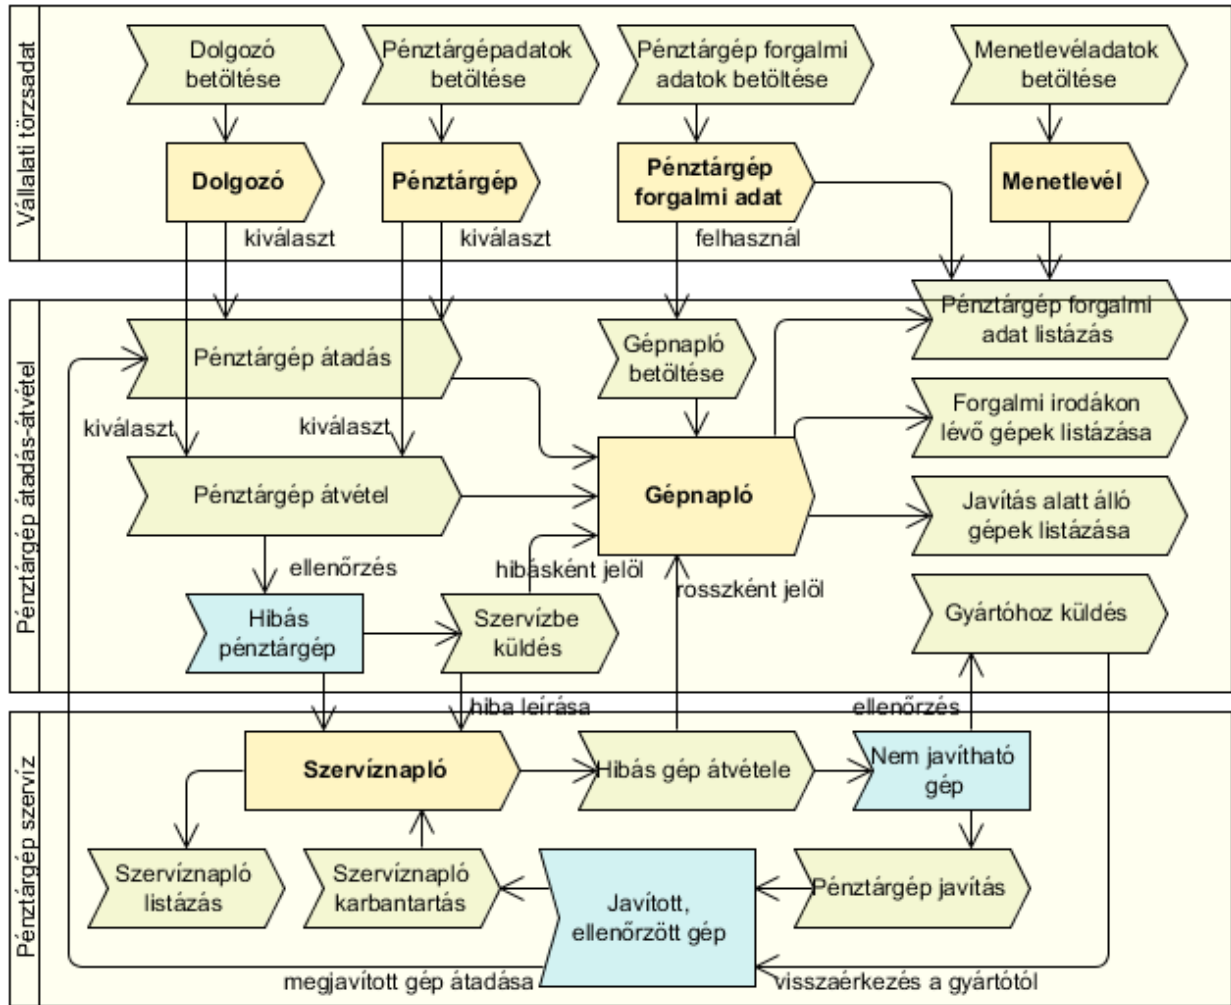 Vállalati törzsadat
Dolgozó
betöltése
Pénztárgépadatok
betöltése
Pénztárgép forgalmi
adatok betöltése
Menetlevéladatok
betöltése
Dolgozó
Pénztárgép
Pénztárgép
forgalmi adat
Menetlevél
kiválaszt
kiválaszt
felhasznál
Pénztárgép átadás-átvétel
Pénztárgép átadás
Gépnapló
betöltése
Pénztárgép forgalmi
adat listázás
kiválaszt
kiválaszt
Forgalmi irodákon
lévő gépek listázása
Pénztárgép átvétel
Gépnapló
Javítás alatt álló
gépek listázása
ellenőrzés
hibásként jelöl
rosszként jelöl
Hibás
pénztárgép
Szervízbe
küldés
Gyártóhoz küldés
hiba leírása
ellenőrzés
Pénztárgép szervíz
Szervíznapló
Hibás gép átvétele
Nem javítható
gép
Szervíznapló
listázás
Szervíznapló
karbantartás
Javított,
ellenőrzött gép
Pénztárgép javítás
megjavított gép átadása
visszaérkezés a gyártótól